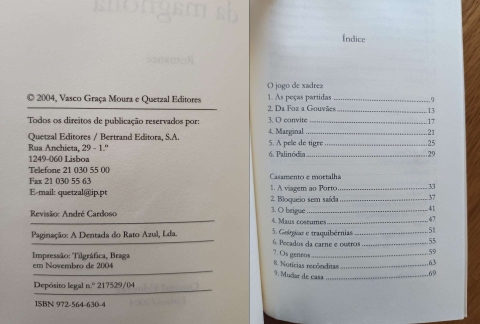 da magnólia
Romance
© 2004, Vasco Graça Moura e Quetzal Editores
Todos os direitos de publicação reservados por:
Quetzal Editores / Bertrand Editora, S.A.
Rua Anchieta, 29 - 1.º
1249-060 Lisboa
Telefone 21 030 55 00
Fax 21 030 55 63
E-mail: quetzal@ip.pt
Revisão: André Cardoso
Paginação: A Dentada do Rato Azul, Lda.
Impressão: Tilgráfica, Braga
em Novembro de 2004
Depósito legal n.º 217529/04
ISBN 972-564-630-4
Índice
O jogo de xadrez
1. As peças partidas 9
2. Da Foz a Gouvães 13
3. O convite 17
4. Marginal 21
5. A pele de tigre 25
6. Palinódia 29
Casamento e mortalha
1. A viagem ao Porto 33
2. Bloqueio sem saída 37
3. O brigue 41
4. Maus costumes 47
5. Geórgicas e traquibérnias 51
6. Pecados da carne e outros 55
7. Os genros 59
8. Notícias recônditas 63
9. Mudar de casa 69